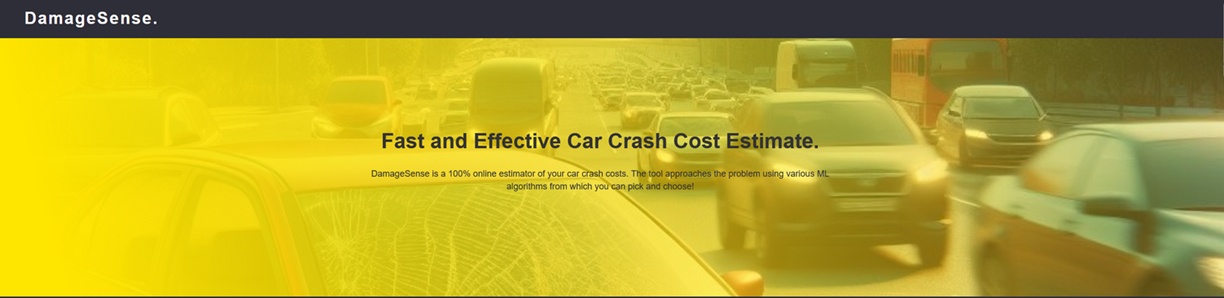 DamageSense.
Fast and Effective Car Crash Cost Estimate.
DamageSense is a 100% online estimator of your car crash costs. The tool approaches the problem using various ML
algorithms from which you can pick and choose!